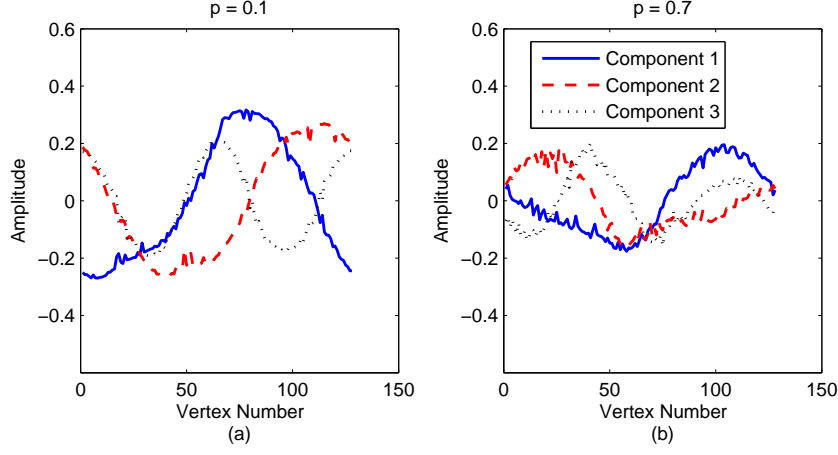 p = 0.1
0.6
0.4
0.2
0
−0.2
−0.4
Amplitude
0
50
100
150
Vertex Number
(a)
p = 0.7
Component 1
Component 2
Component 3
0.6
0.4
0.2
0
−0.2
−0.4
Amplitude
0
50
100
150
Vertex Number
(b)